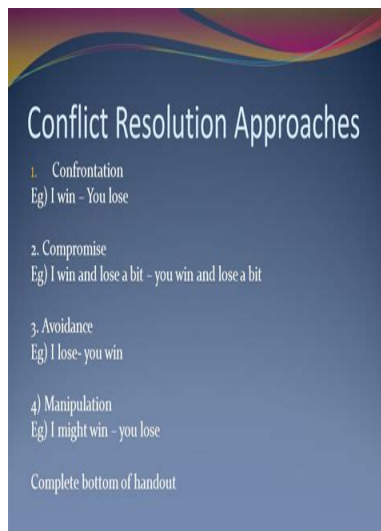 Conflict Resolution Approaches
1. Confrontation
Eg) I win – You lose
2. Compromise
Eg) I win and lose a bit – you win and lose a bit
3. Avoidance
Eg) I lose- you win
4) Manipulation
Eg) I might win – you lose
Complete bottom of handout